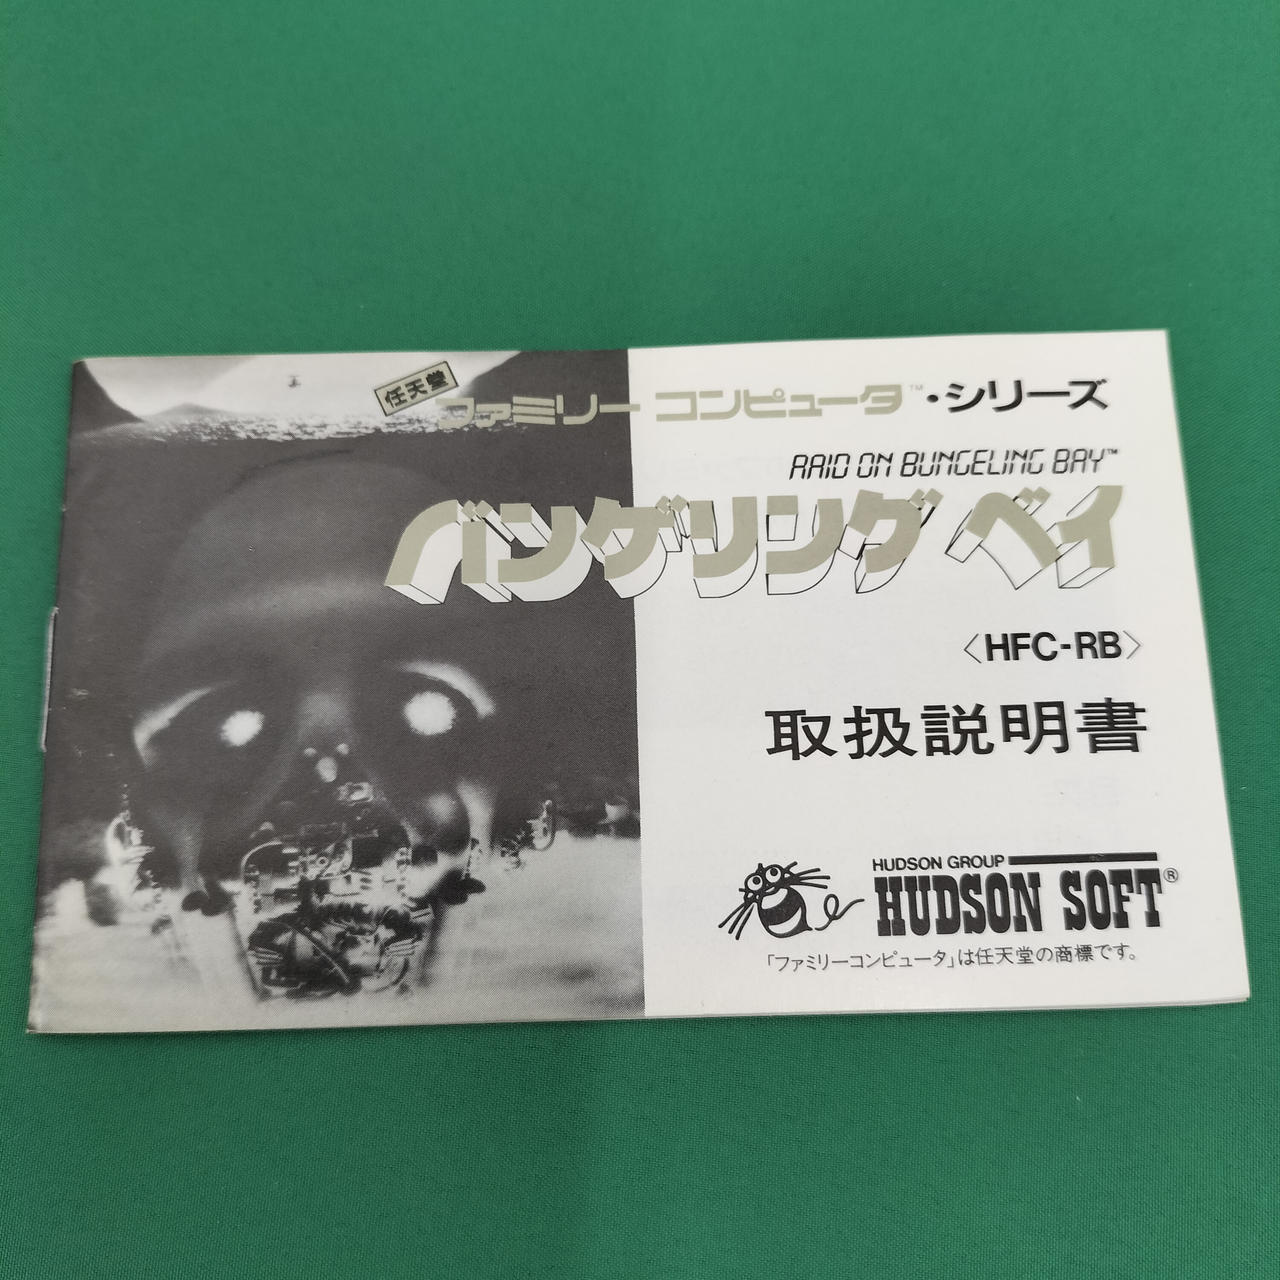 任天堂
ファミリー コンピュータ™・シリーズ
RAID ON BUNGELING BAY™
バンゲリング ベイ
〈HFC-RB〉
取扱説明書
HUDSON GROUP
HUDSON SOFT®
「ファミリーコンピュータ」は任天堂の商標です。